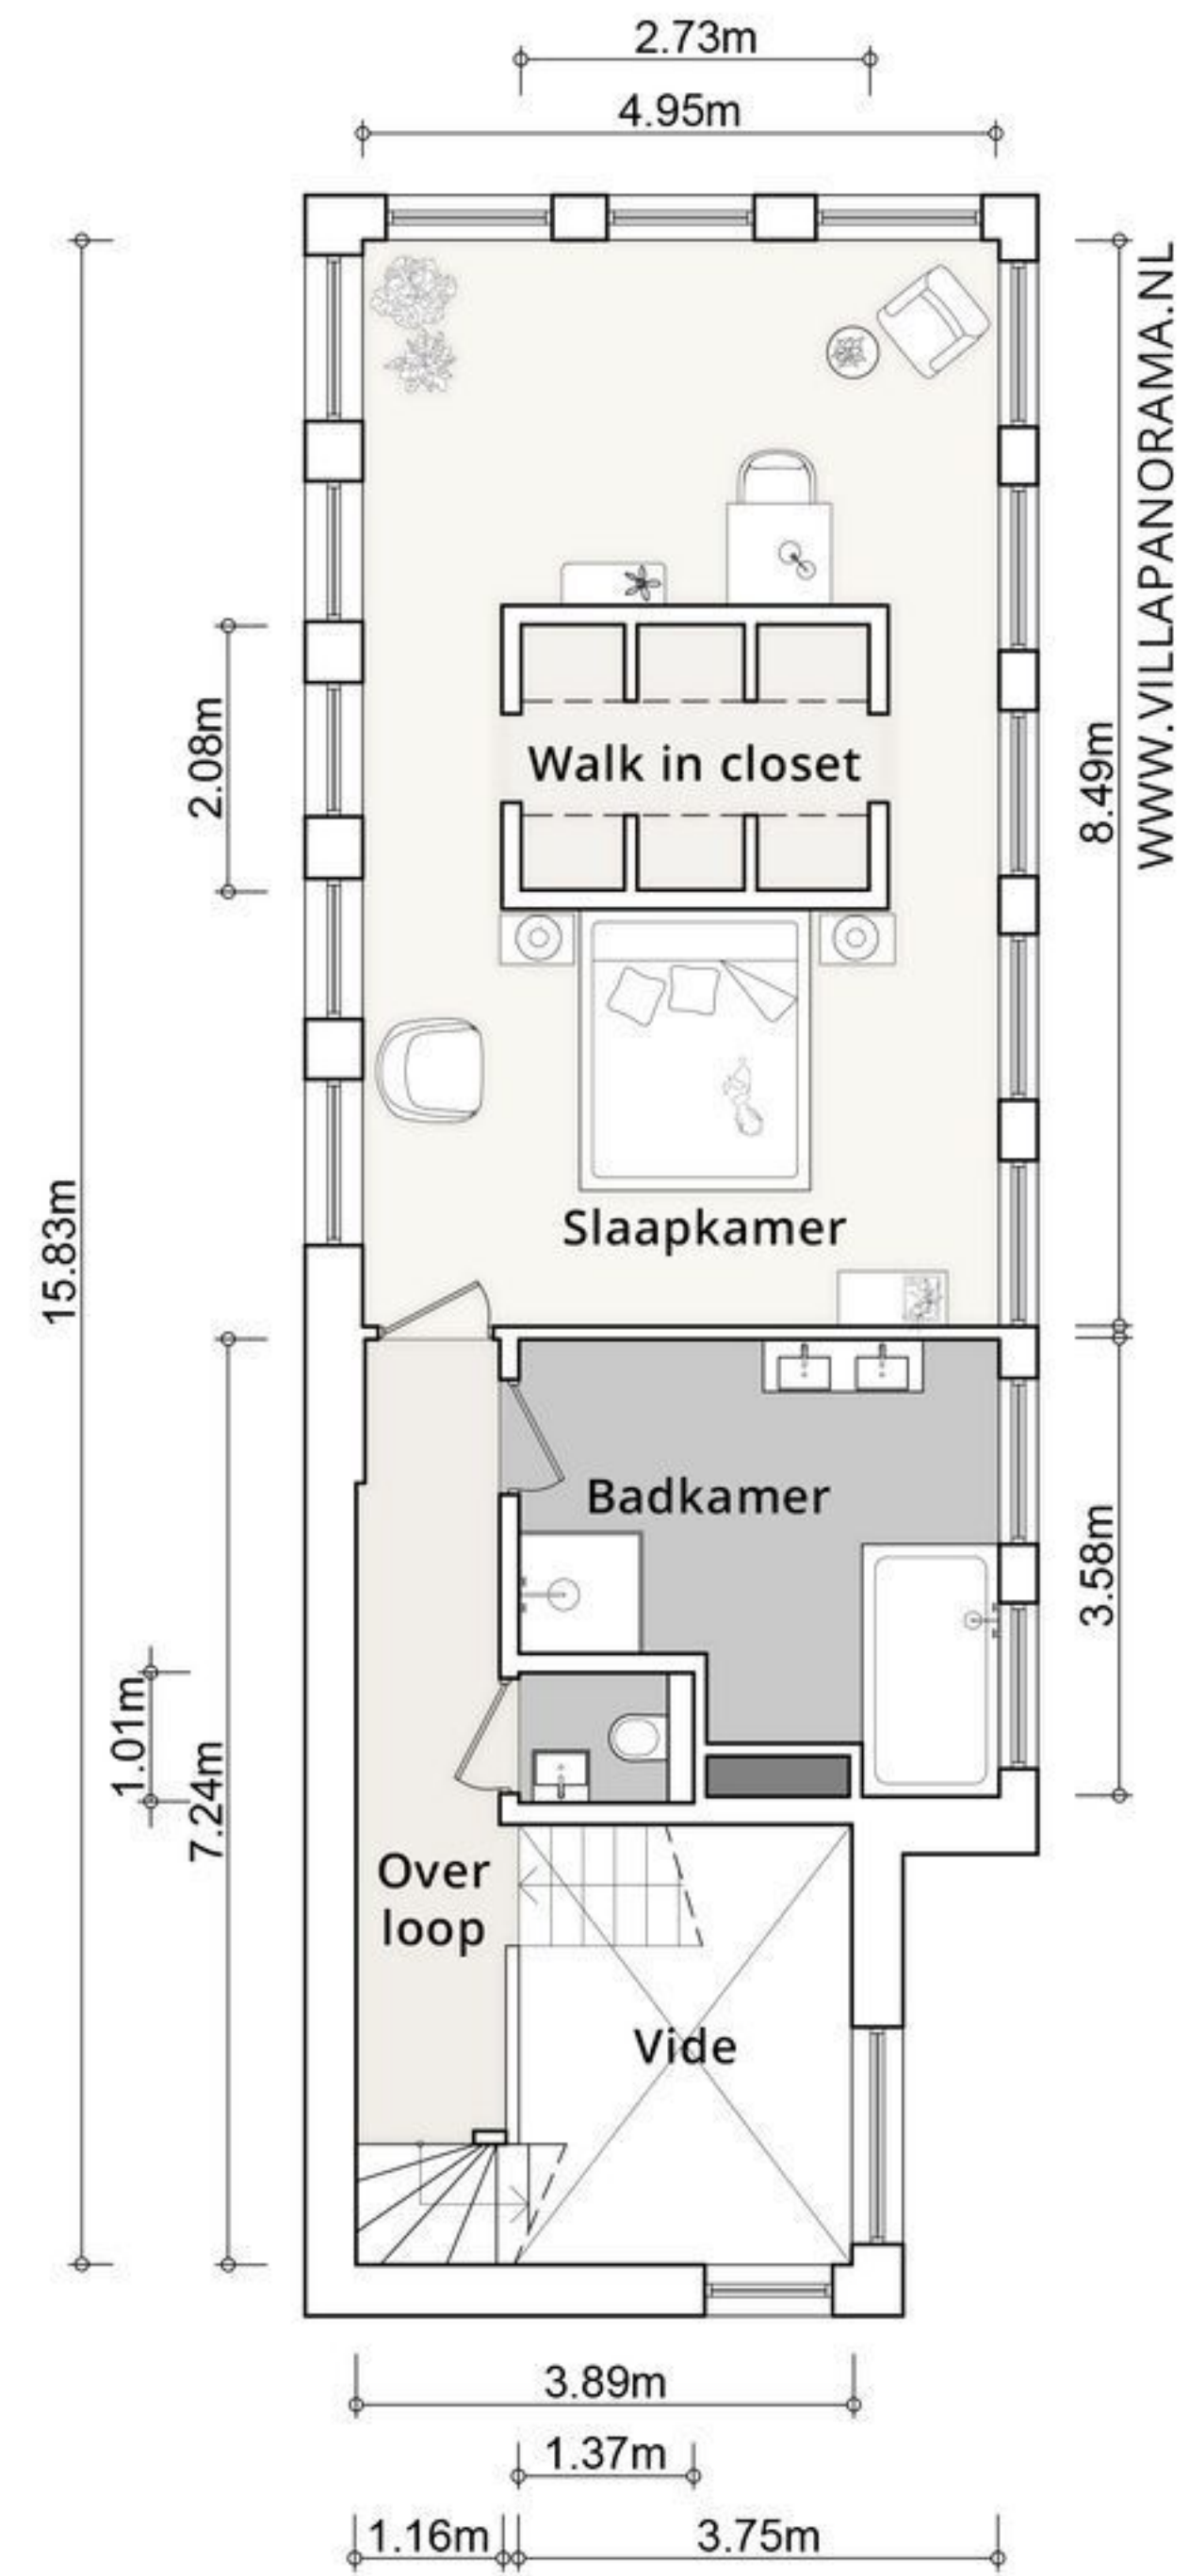 2.73m
4.95m
WWW.VILLAPANORAMA.NL
2.08m
Walk in closet
8.49m
15.83m
Slaapkamer
Badkamer
3.58m
1.01m
7.24m
Over
loop
Vide
3.89m
1.37m
1.16m
3.75m